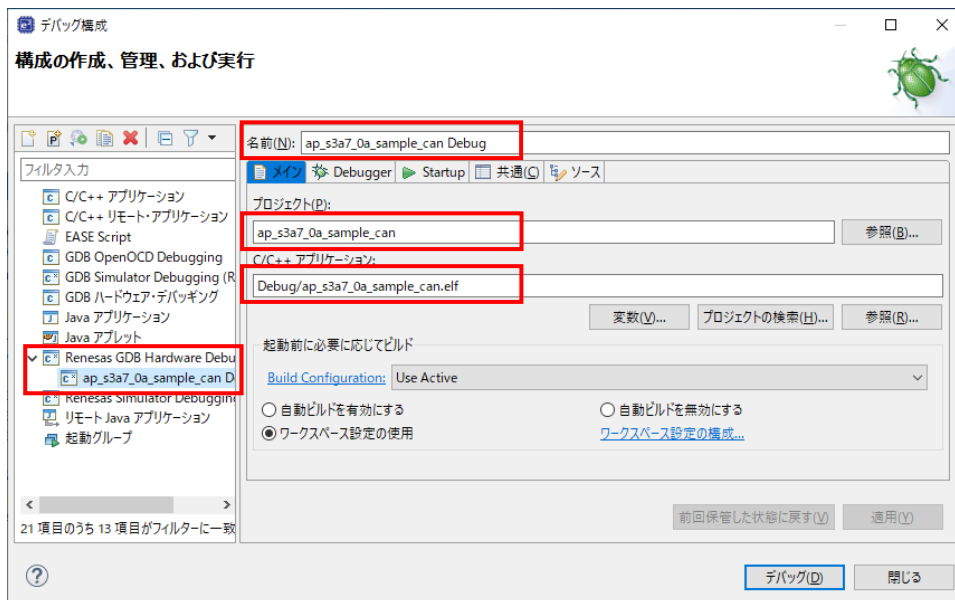 デバッグ構成
構成の作成、管理、および実行
名前(N): ap_s3a7_0a_sample_can Debug
フィルタ入力
メイン Debugger Startup 共通(C) ソース
C/C++ アプリケーション
C/C++ リモート・アプリケーション
EASE Script
GDB OpenOCD Debugging
GDB Simulator Debugging (R
GDB ハードウェア・デバッギング
Java アプリケーション
Java アプレット
Renesas GDB Hardware Debu
ap_s3a7_0a_sample_can D
Renesas Simulator Debugging
リモート Java アプリケーション
起動グループ
21 項目のうち 13 項目がフィルターに一致
プロジェクト(P):
ap_s3a7_0a_sample_can
参照(B)...
C/C++ アプリケーション:
Debug/ap_s3a7_0a_sample_can.elf
変数(V)... プロジェクトの検索(H)... 参照(R)...
起動前に必要に応じてビルド
Build Configuration: Use Active
自動ビルドを有効にする 自動ビルドを無効にする
ワークスペース設定の使用 ワークスペース設定の構成...
前回保管した状態に戻す(V) 適用(Y)
デバッグ(D) 閉じる